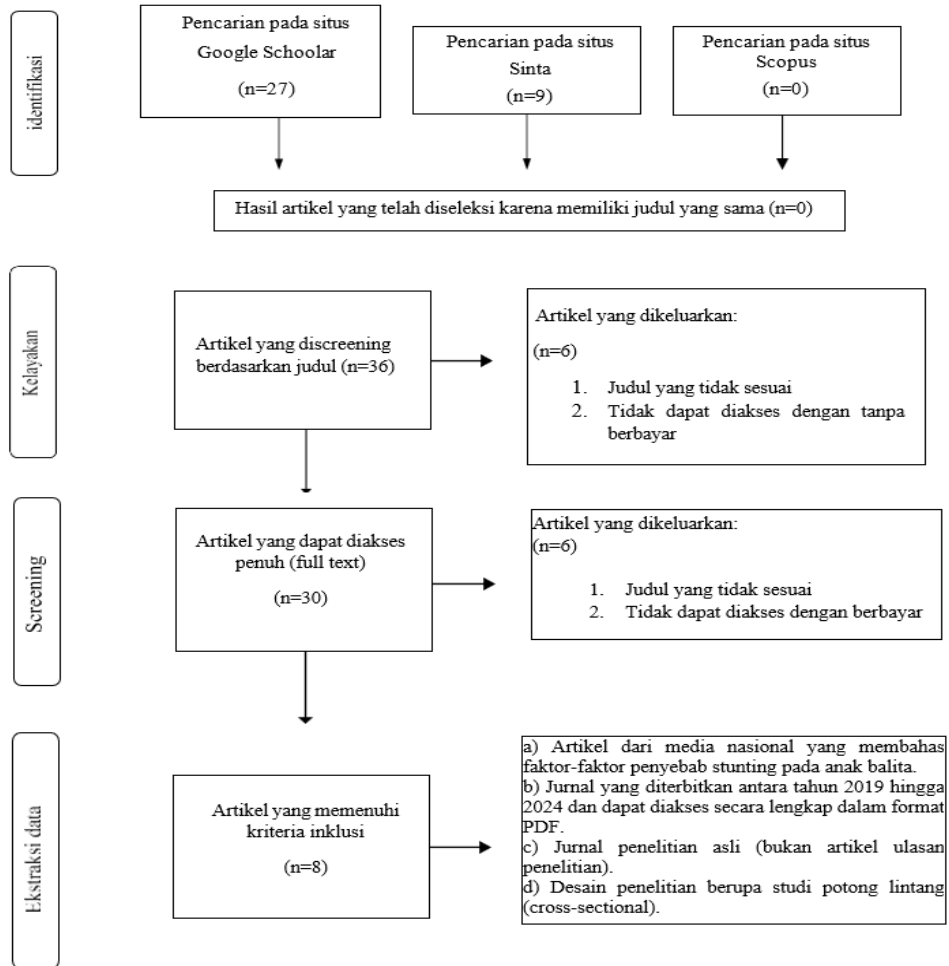 identifikasi
Pencarian pada situs
Google Schoolar
(n=27)
Pencarian pada situs
Sinta
(n=9)
Pencarian pada situs
Scopus
(n=0)
Hasil artikel yang telah diseleksi karena memiliki judul yang sama (n=0)
Kelayakan
Artikel yang discreening
berdasarkan judul (n=36)
Artikel yang dikeluarkan:
(n=6)
1. Judul yang tidak sesuai
2. Tidak dapat diakses dengan tanpa
berbayar
Screening
Artikel yang dapat diakses
penuh (full text)
(n=30)
Artikel yang dikeluarkan:
(n=6)
1. Judul yang tidak sesuai
2. Tidak dapat diakses dengan berbayar
Ekstraksi data
Artikel yang memenuhi
kriteria inklusi
(n=8)
a) Artikel dari media nasional yang membahas
faktor-faktor penyebab stunting pada anak balita.
b) Jurnal yang diterbitkan antara tahun 2019 hingga
2024 dan dapat diakses secara lengkap dalam format
PDF.
c) Jurnal penelitian asli (bukan artikel ulasan
penelitian).
d) Desain penelitian berupa studi potong lintang
(cross-sectional).